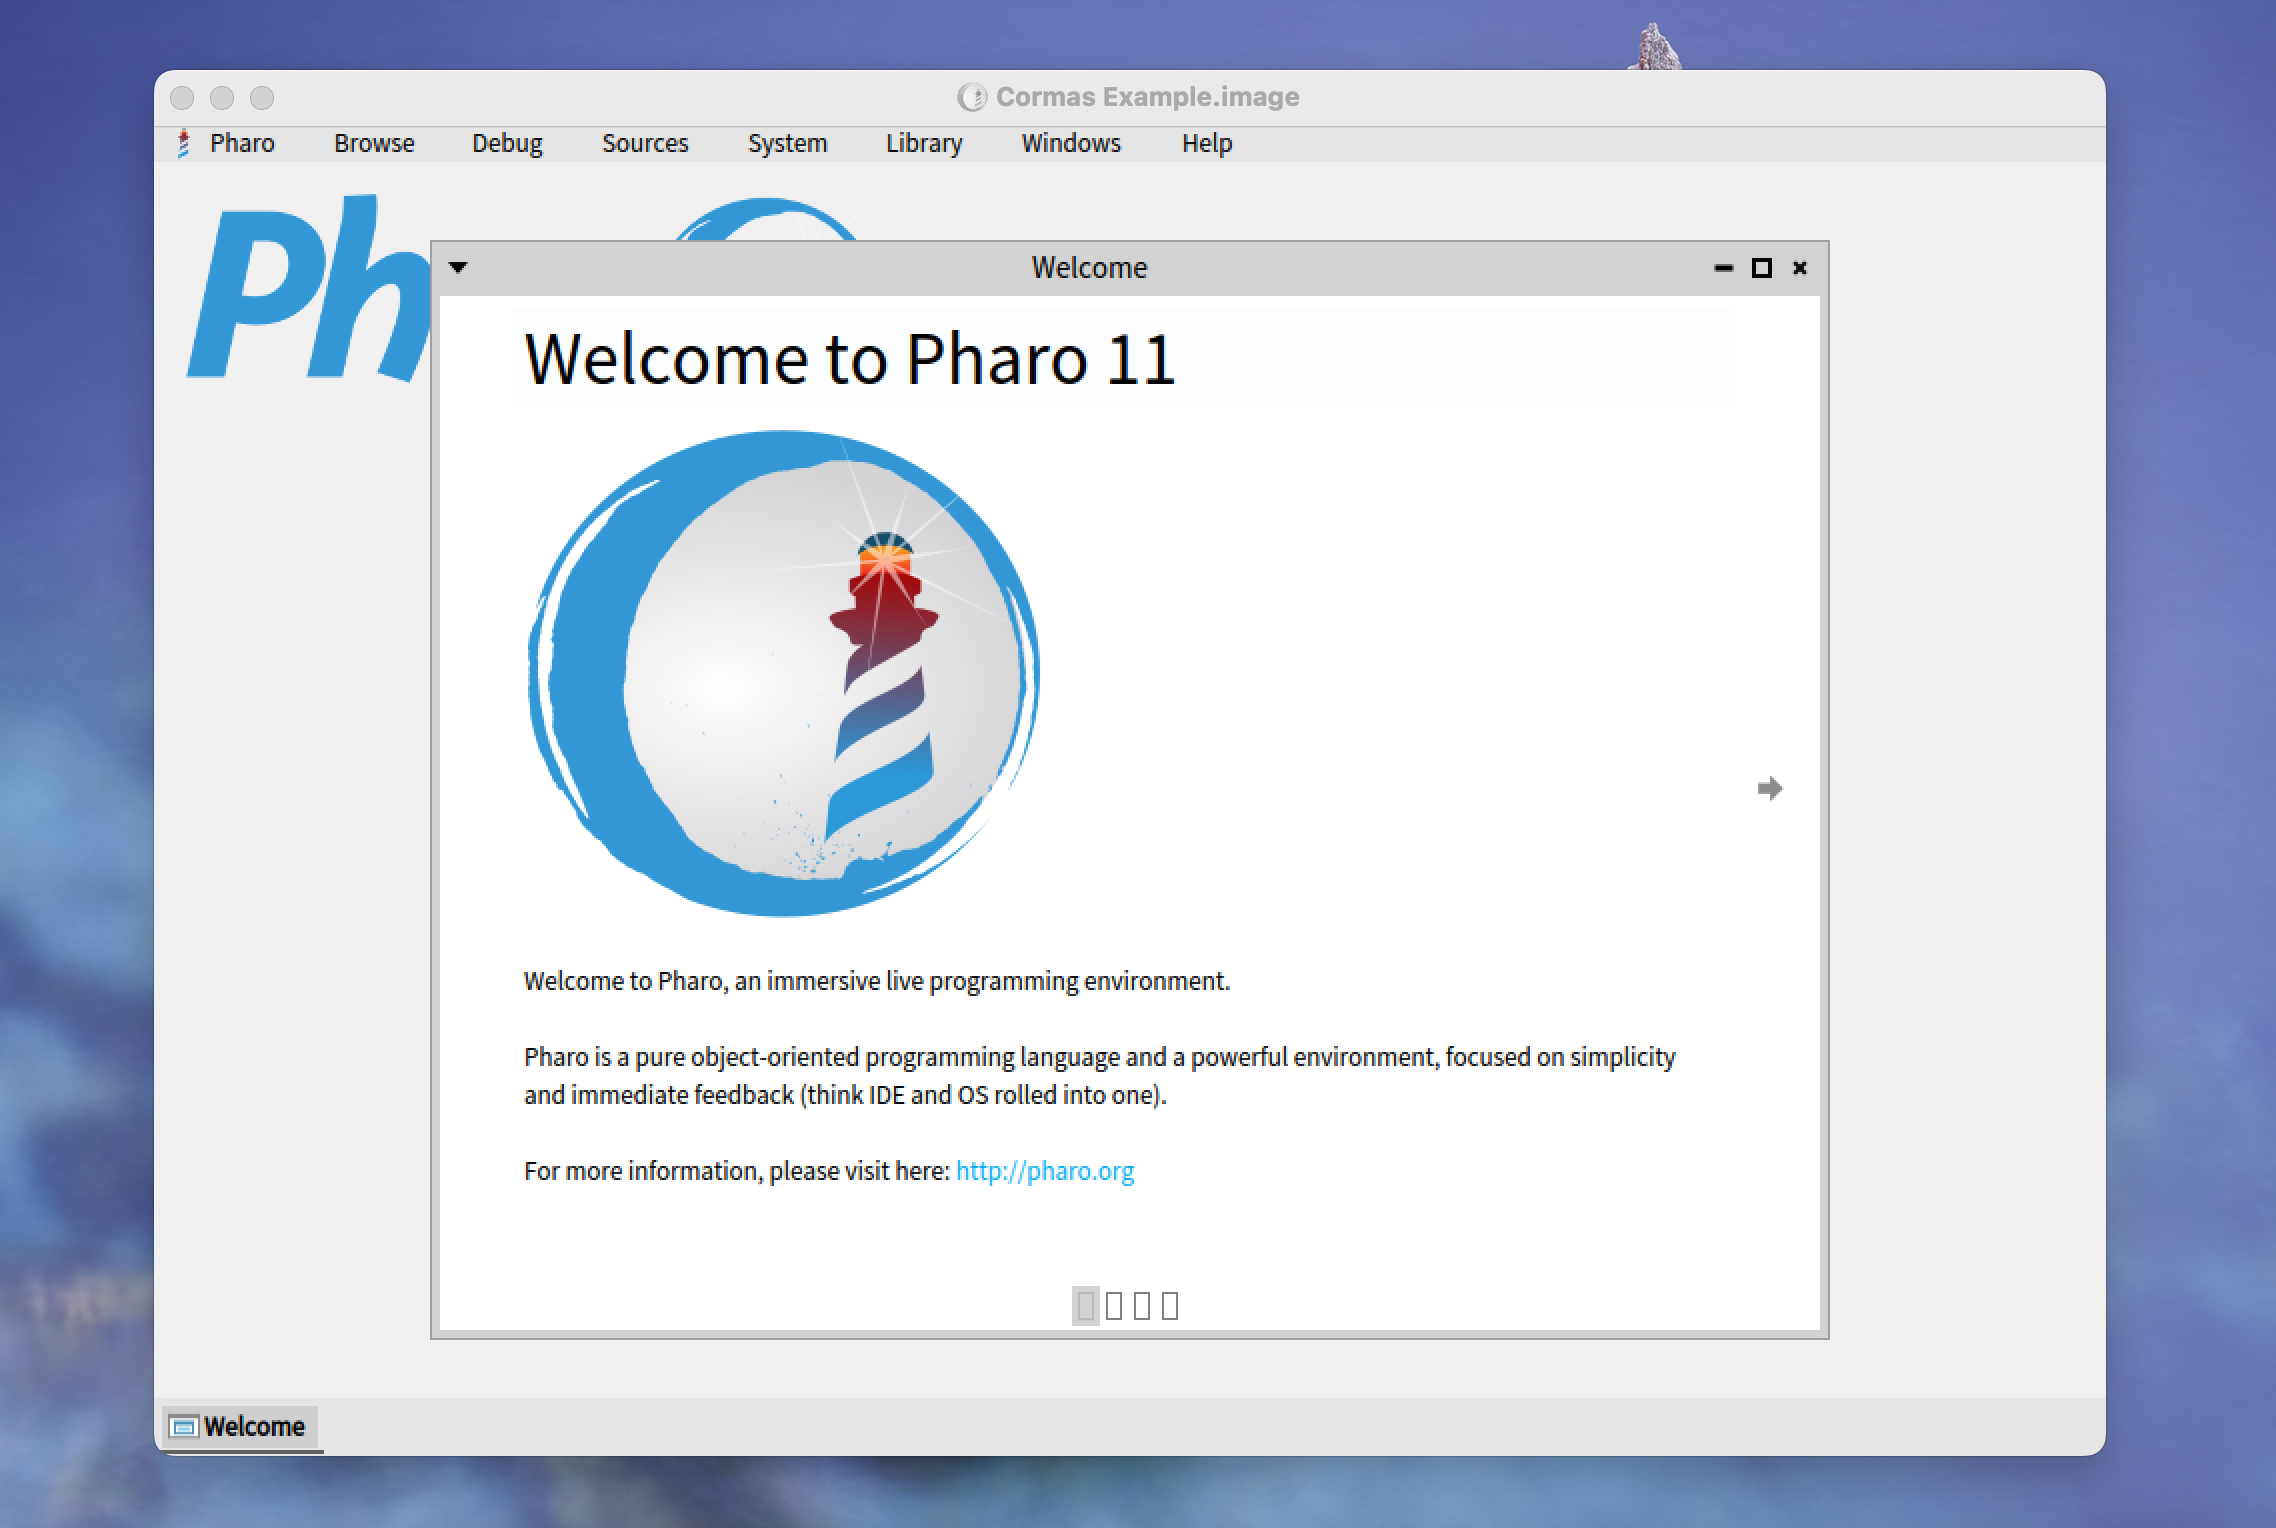 Cormas Example.image
Pharo Browse Debug Sources System Library Windows Help
Ph
Welcome
Welcome to Pharo 11
Welcome to Pharo, an immersive live programming environment.
Pharo is a pure object-oriented programming language and a powerful environment, focused on simplicity
and immediate feedback (think IDE and OS rolled into one).
For more information, please visit here: http://pharo.org
Welcome